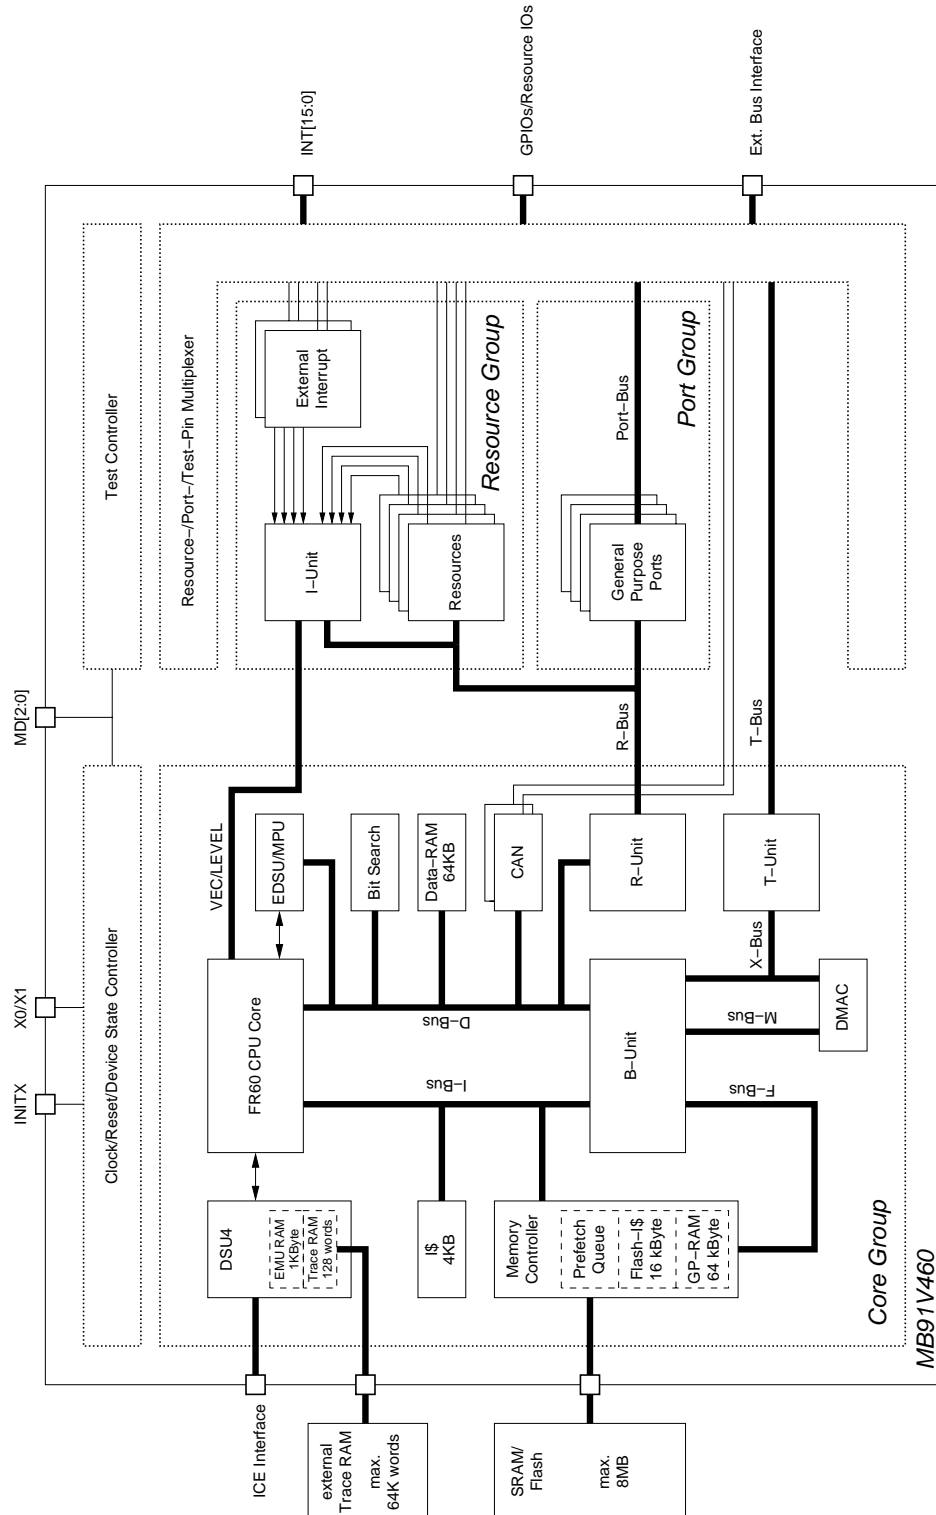 MD[2:0]
X0/X1
INITX
Test Controller
Clock/Reset/Device State Controller
INT[15:0]
GPIOs/Resource IOs
Ext. Bus Interface
Resource−/Port−/Test−Pin Multiplexer
External
Interrupt
I−Unit
Resources
Resource Group
General
Purpose
Ports
Port−Bus
Port Group
R−Bus
T−Bus
VEC/LEVEL
EDSU/MPU
Bit Search
Data−RAM
64KB
CAN
R−Unit
T−Unit
X−Bus
FR60 CPU Core
D−Bus
I−Bus
B−Unit
M−Bus
F−Bus
DMAC
DSU4
EMU RAM
1KByte
Trace RAM
128 words
I$
4KB
Memory
Controller
Prefetch
Queue
Flash−I$
16 kByte
GP−RAM
64 kByte
Core Group
MB91V460
ICE Interface
external
Trace RAM
max.
64K words
SRAM/
Flash
max.
8MB